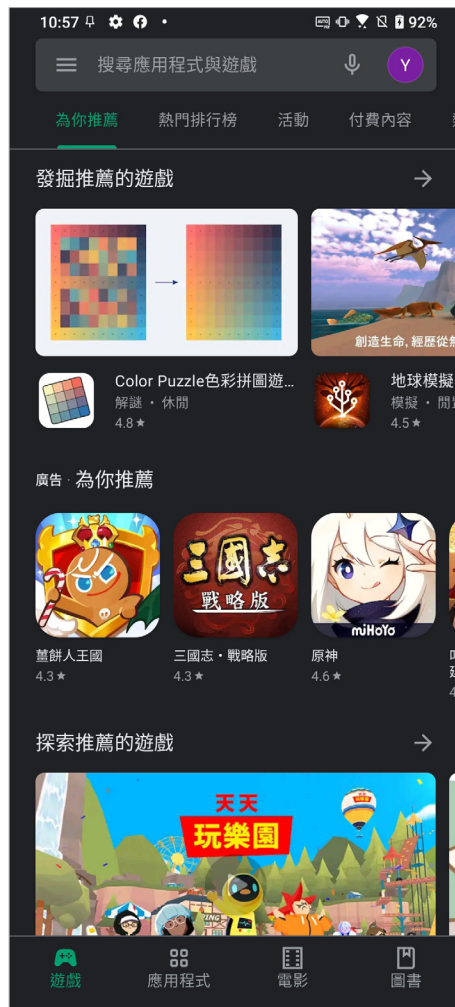 10:57
92%
搜尋應用程式與遊戲
Y
為你推薦
熱門排行榜
活動
付費內容
發掘推薦的遊戲
創造生命,經歷從無
Color Puzzle色彩拼圖遊…
解謎・休閒
4.8★
地球模擬
模擬・閒置
4.5★
廣告・為你推薦
三國志
戰略版
miHoYo
薑餅人王國
4.3★
三國志・戰略版
4.3★
原神
4.6★
探索推薦的遊戲
天天
玩樂園
遊戲
應用程式
電影
圖書